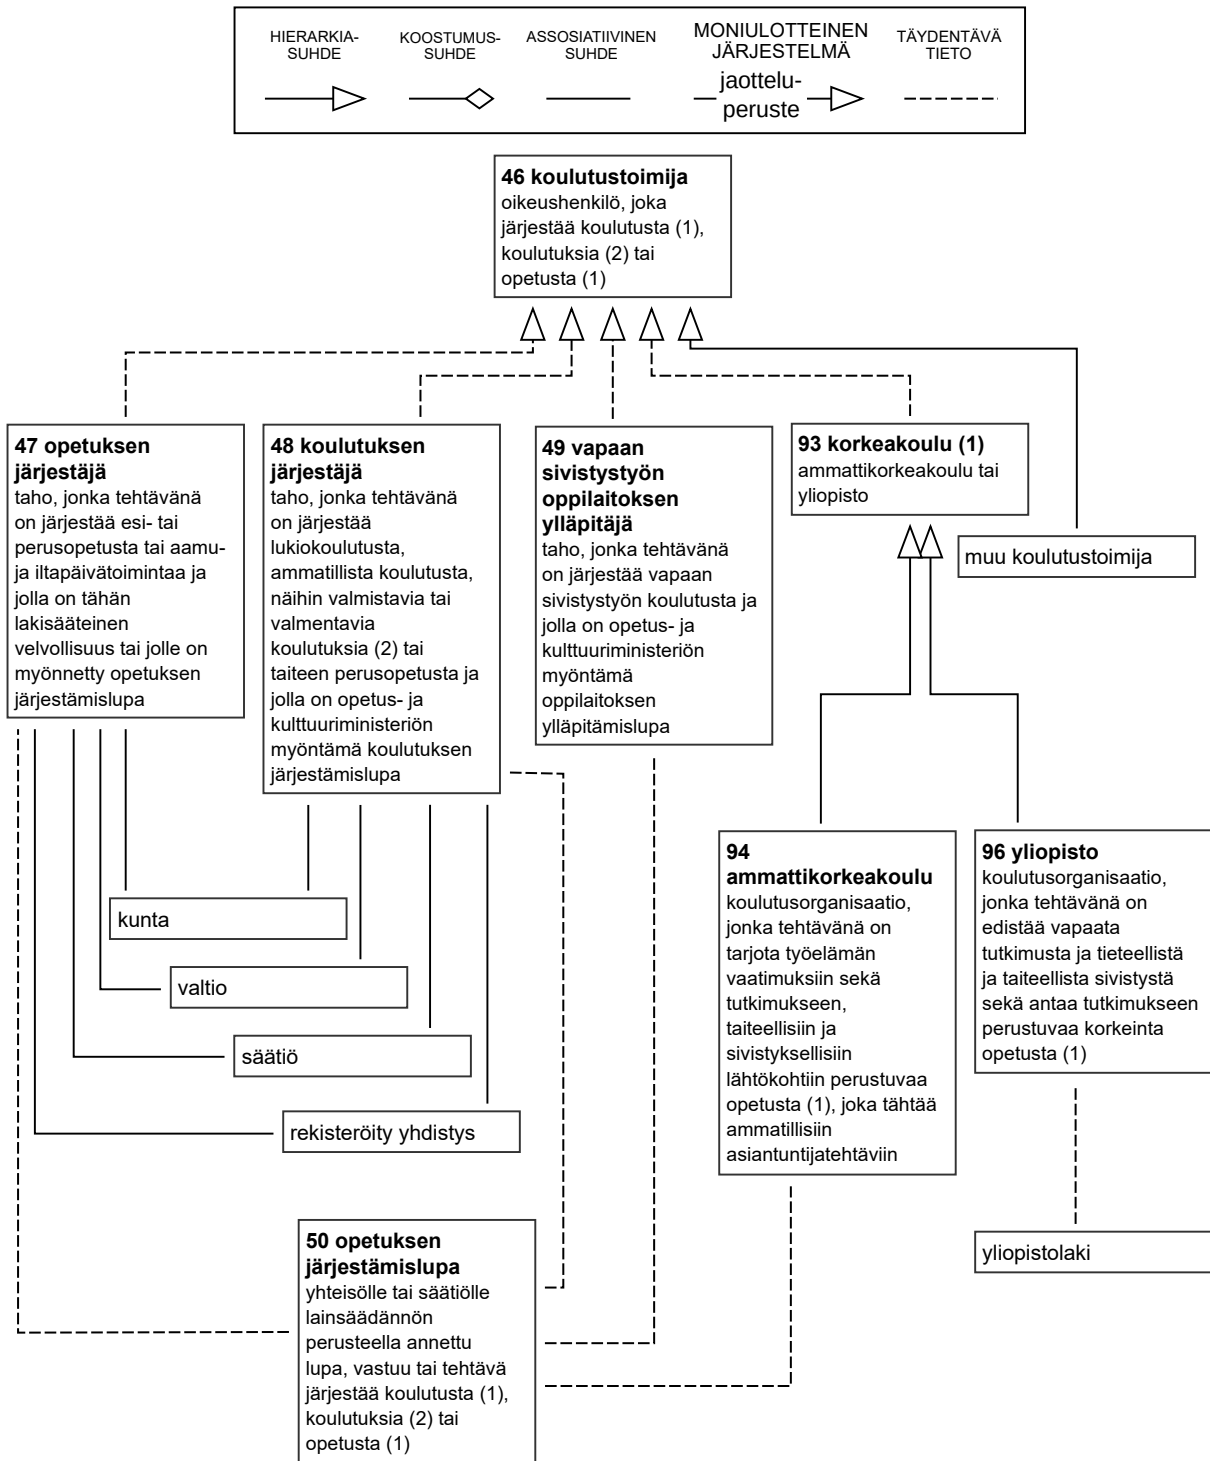 HIERARKIA-
SUHDE
KOOSTUMUS-
SUHDE
ASSOSIATIIVINEN
SUHDE
MONIULOTTEINEN
JÄRJESTELMÄ
jaottelu-
peruste
TÄYDENTÄVÄ
TIETO
46 koulutustoimija
oikeushenkilö, joka
järjestää koulutusta (1),
koulutuksia (2) tai
opetusta (1)
47 opetuksen
järjestäjä
taho, jonka tehtävänä
on järjestää esi- tai
perusopetusta tai aamu-
ja iltapäivätoimintaa ja
jolla on tähän
lakisääteinen
velvollisuus tai jolle on
myönnetty opetuksen
järjestämislupa
48 koulutuksen
järjestäjä
taho, jonka tehtävänä
on järjestää
lukiokoulutusta,
ammatillista koulutusta,
näihin valmistavia tai
valmentavia
koulutuksia (2) tai
taiteen perusopetusta ja
jolla on opetus- ja
kulttuuriministeriön
myöntämä koulutuksen
järjestämislupa
49 vapaan
sivistystyön
oppilaitoksen
ylläpitäjä
taho, jonka tehtävänä
on järjestää vapaan
sivistystyön koulutusta ja
jolla on opetus- ja
kulttuuriministeriön
myöntämä
oppilaitoksen
ylläpitämislupa
93 korkeakoulu (1)
ammattikorkeakoulu tai
yliopisto
muu koulutustoimija
kunta
valtio
säätiö
rekisteröity yhdistys
94
ammattikorkeakoulu
koulutusorganisaatio,
jonka tehtävänä on
tarjota työelämän
vaatimuksiin sekä
tutkimukseen,
taiteellisiin ja
sivistyksellisiin
lähtökohtiin perustuvaa
opetusta (1), joka tähtää
ammatillisiin
asiantuntijatehtäviin
96 yliopisto
koulutusorganisaatio,
jonka tehtävänä on
edistää vapaata
tutkimusta ja tieteellistä
ja taiteellista sivistystä
sekä antaa tutkimukseen
perustuvaa korkeinta
opetusta (1)
yliopistolaki
50 opetuksen
järjestämislupa
yhteisölle tai säätiölle
lainsäädännön
perusteella annettu
lupa, vastuu tai tehtävä
järjestää koulutusta (1),
koulutuksia (2) tai
opetusta (1)